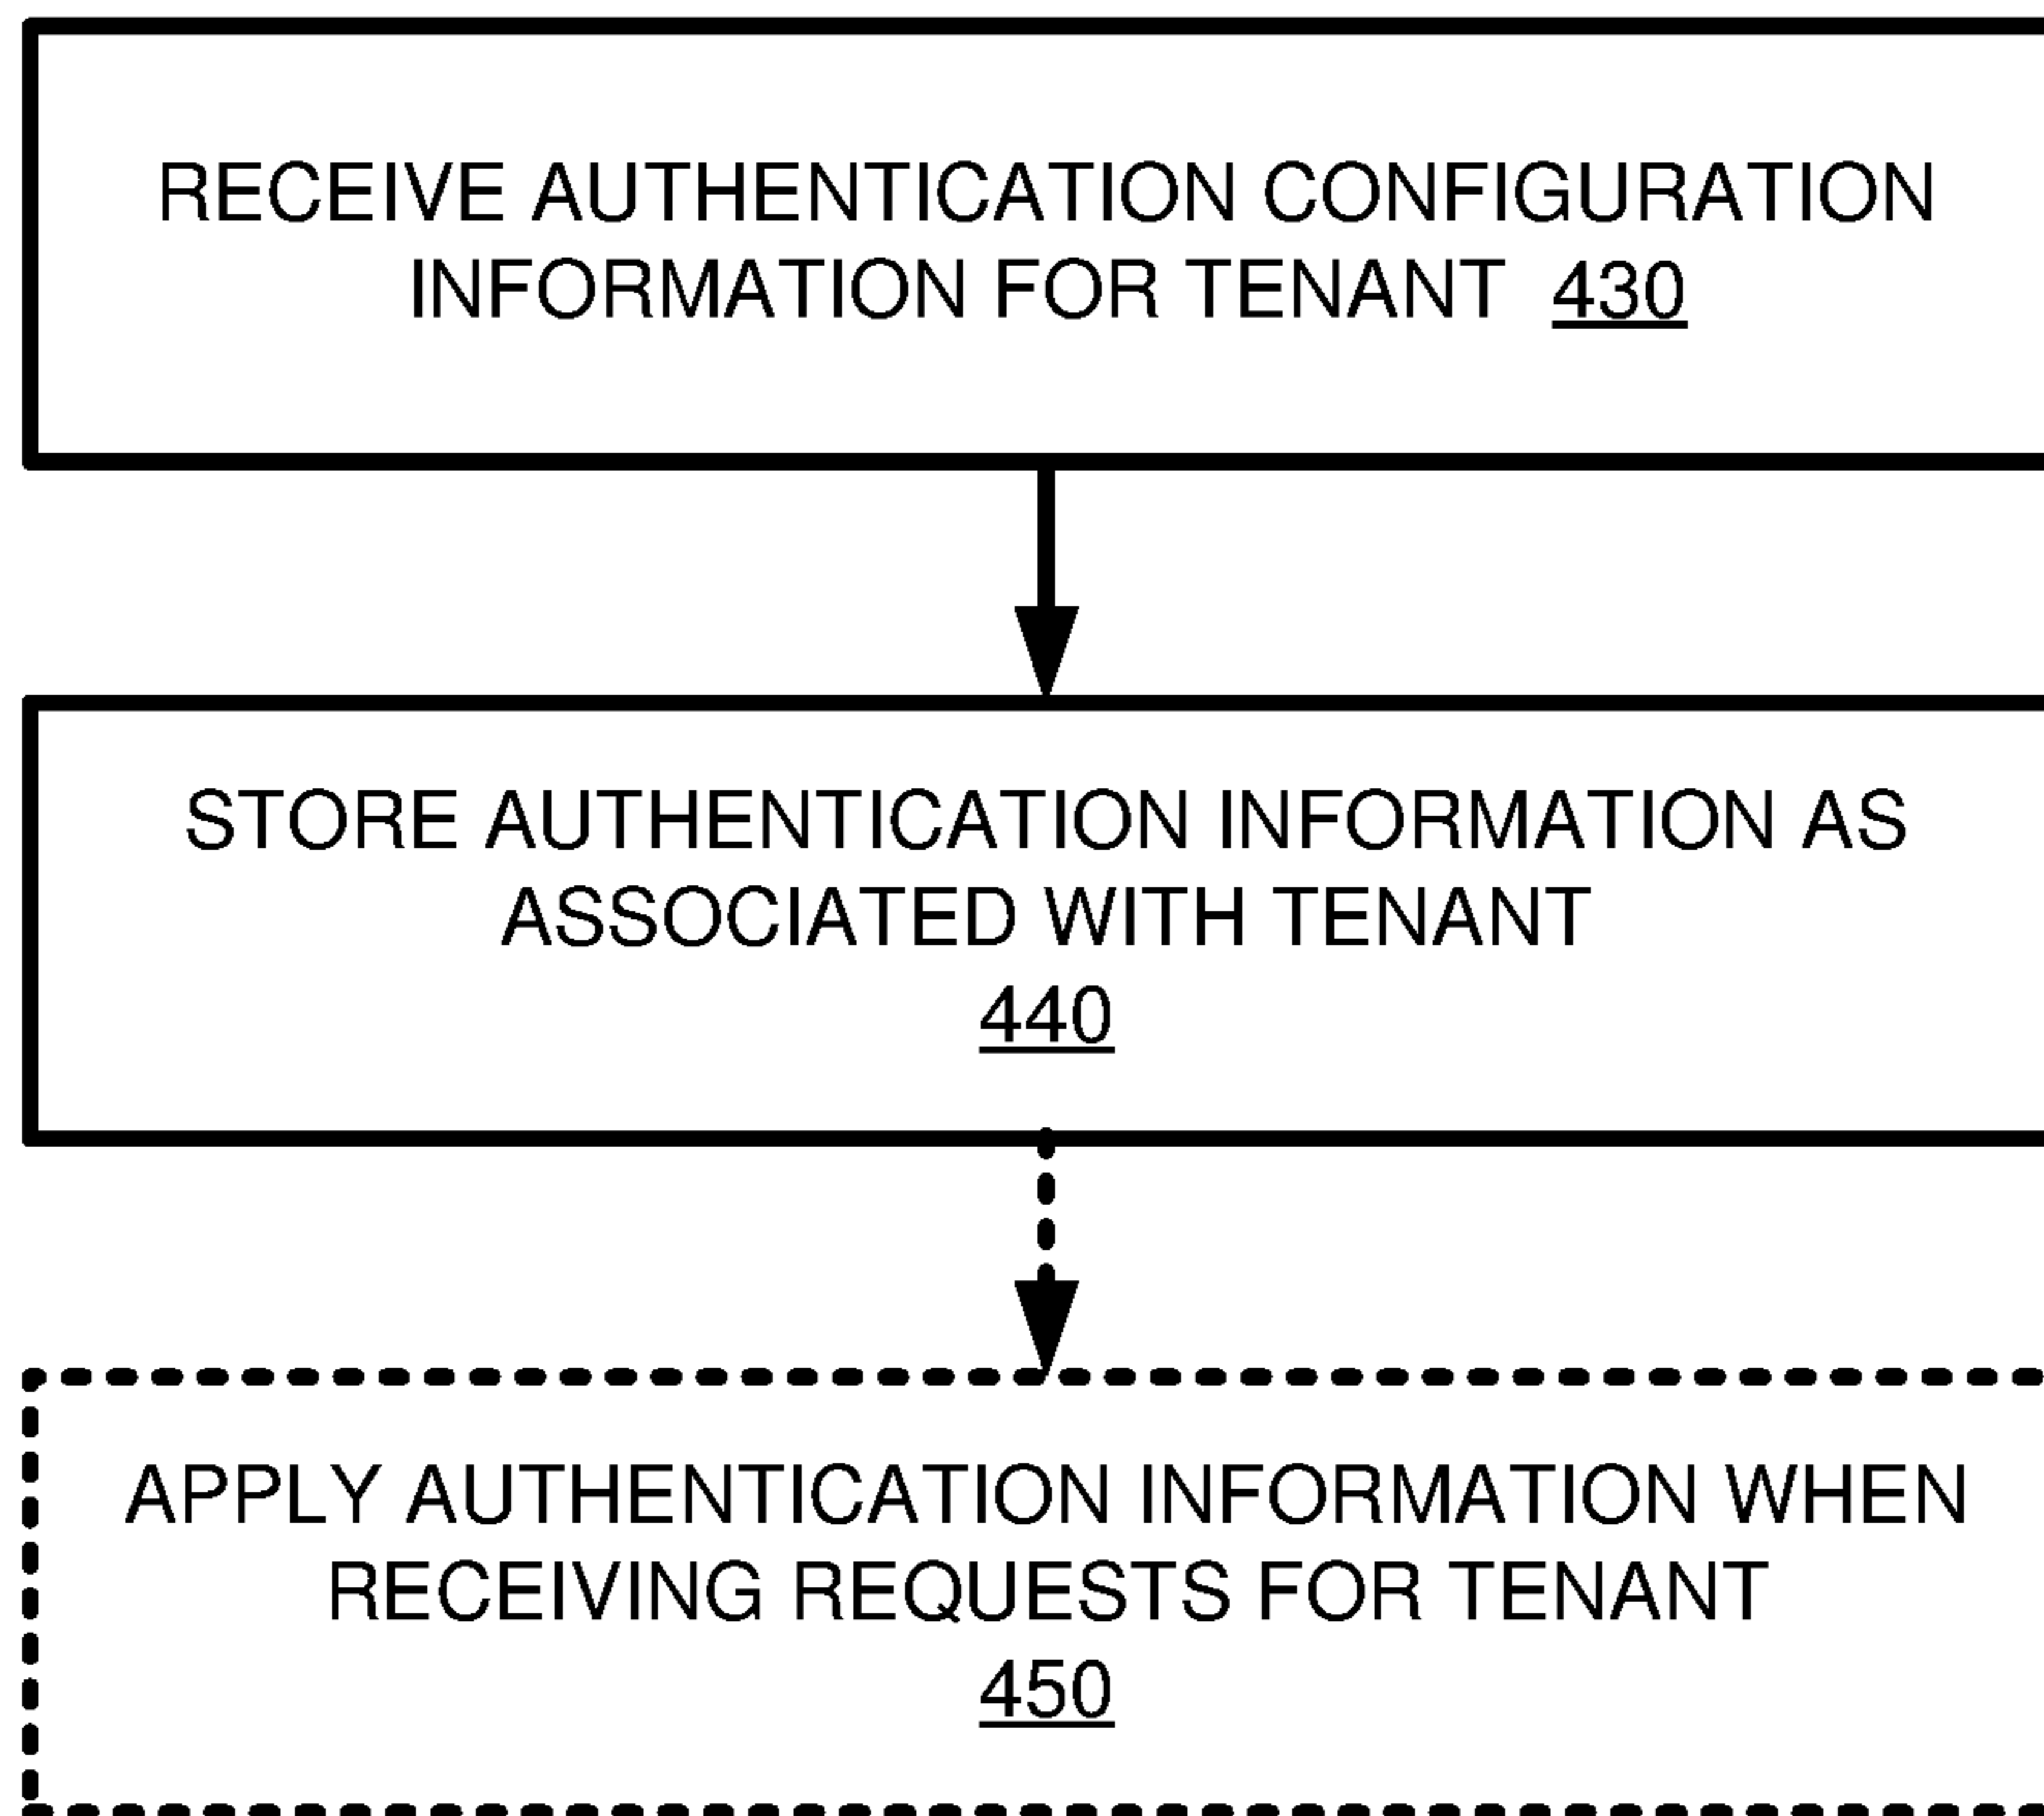 RECEIVE AUTHENTICATION CONFIGURATION
INFORMATION FOR TENANT 430
STORE AUTHENTICATION INFORMATION AS
ASSOCIATED WITH TENANT
440
APPLY AUTHENTICATION INFORMATION WHEN
RECEIVING REQUESTS FOR TENANT
450